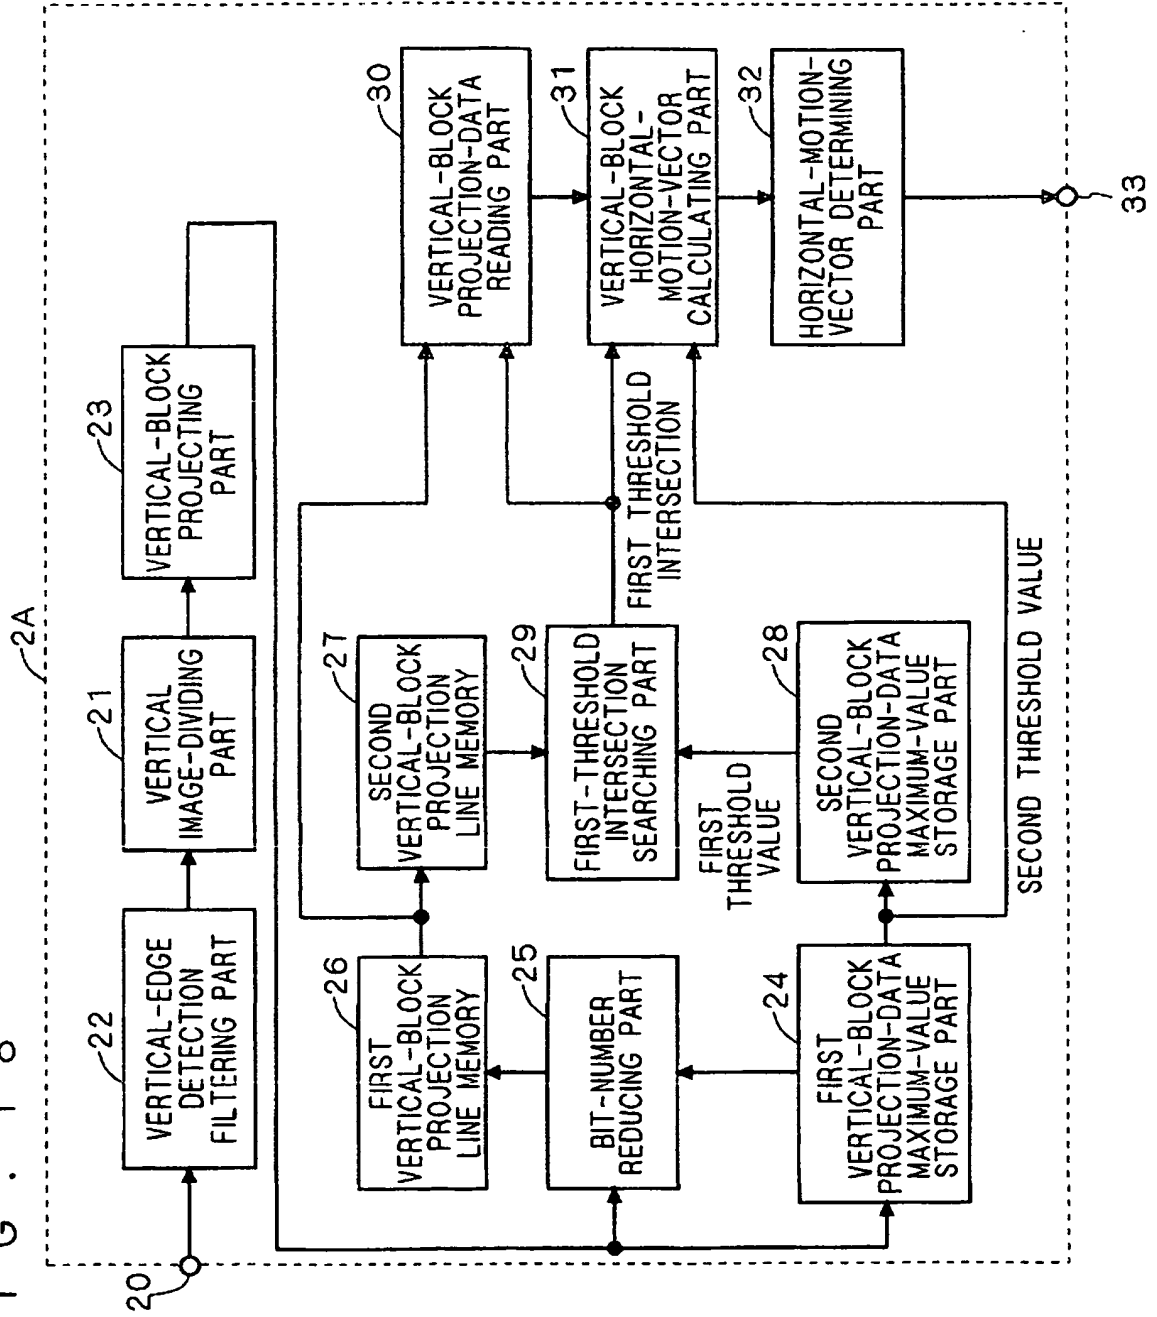 2A
20
22
VERTICAL-EDGE
DETECTION
FILTERING PART
21
VERTICAL
IMAGE-DIVIDING
PART
23
VERTICAL-BLOCK
PROJECTING
PART
26
FIRST
VERTICAL-BLOCK
PROJECTION
LINE MEMORY
27
SECOND
VERTICAL-BLOCK
PROJECTION
LINE MEMORY
30
VERTICAL-BLOCK
PROJECTION-DATA
READING PART
25
BIT-NUMBER
REDUCING PART
29
FIRST-THRESHOLD
INTERSECTION
SEARCHING PART
FIRST THRESHOLD
INTERSECTION
31
VERTICAL-BLOCK
HORIZONTAL-
MOTION-VECTOR
CALCULATING PART
FIRST
THRESHOLD
VALUE
24
FIRST
VERTICAL-BLOCK
PROJECTION-DATA
MAXIMUM-VALUE
STORAGE PART
28
SECOND
VERTICAL-BLOCK
PROJECTION-DATA
MAXIMUM-VALUE
STORAGE PART
32
HORIZONTAL-MOTION-
VECTOR DETERMINING
PART
SECOND THRESHOLD VALUE
33